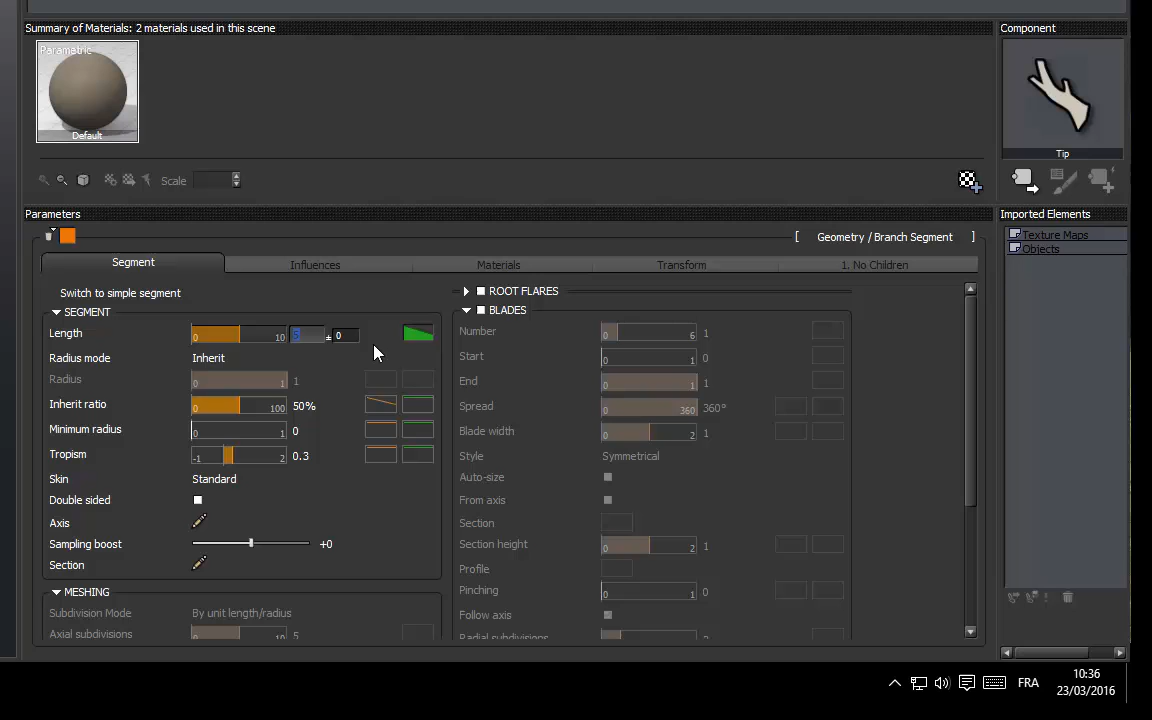 Summary of Materials: 2 materials used in this scene
Component
Parametric
Default
Tip
Scale
Parameters
Imported Elements
[ Geometry / Branch Segment ]
Texture Maps
Objects
Segment
Influences
Materials
Transform
1. No Children
Switch to simple segment
SEGMENT
Length
0 10 5 ± 0
Radius mode
Inherit
Radius
0 1 1
Inherit ratio
0 100 50%
Minimum radius
0 1 0
Tropism
-1 2 0.3
Skin
Standard
Double sided
Axis
Sampling boost
+0
Section
MESHING
Subdivision Mode
By unit length/radius
Axial subdivisions
0 10 5
ROOT FLARES
BLADES
Number
0 6 1
Start
0 1 0
End
0 1 1
Spread
0 360 360°
Blade width
0 2 1
Style
Symmetrical
Auto-size
From axis
Section
Section height
0 2 1
Profile
Pinching
0 1 0
Follow axis
Radial subdivisions
FRA
10:36
23/03/2016